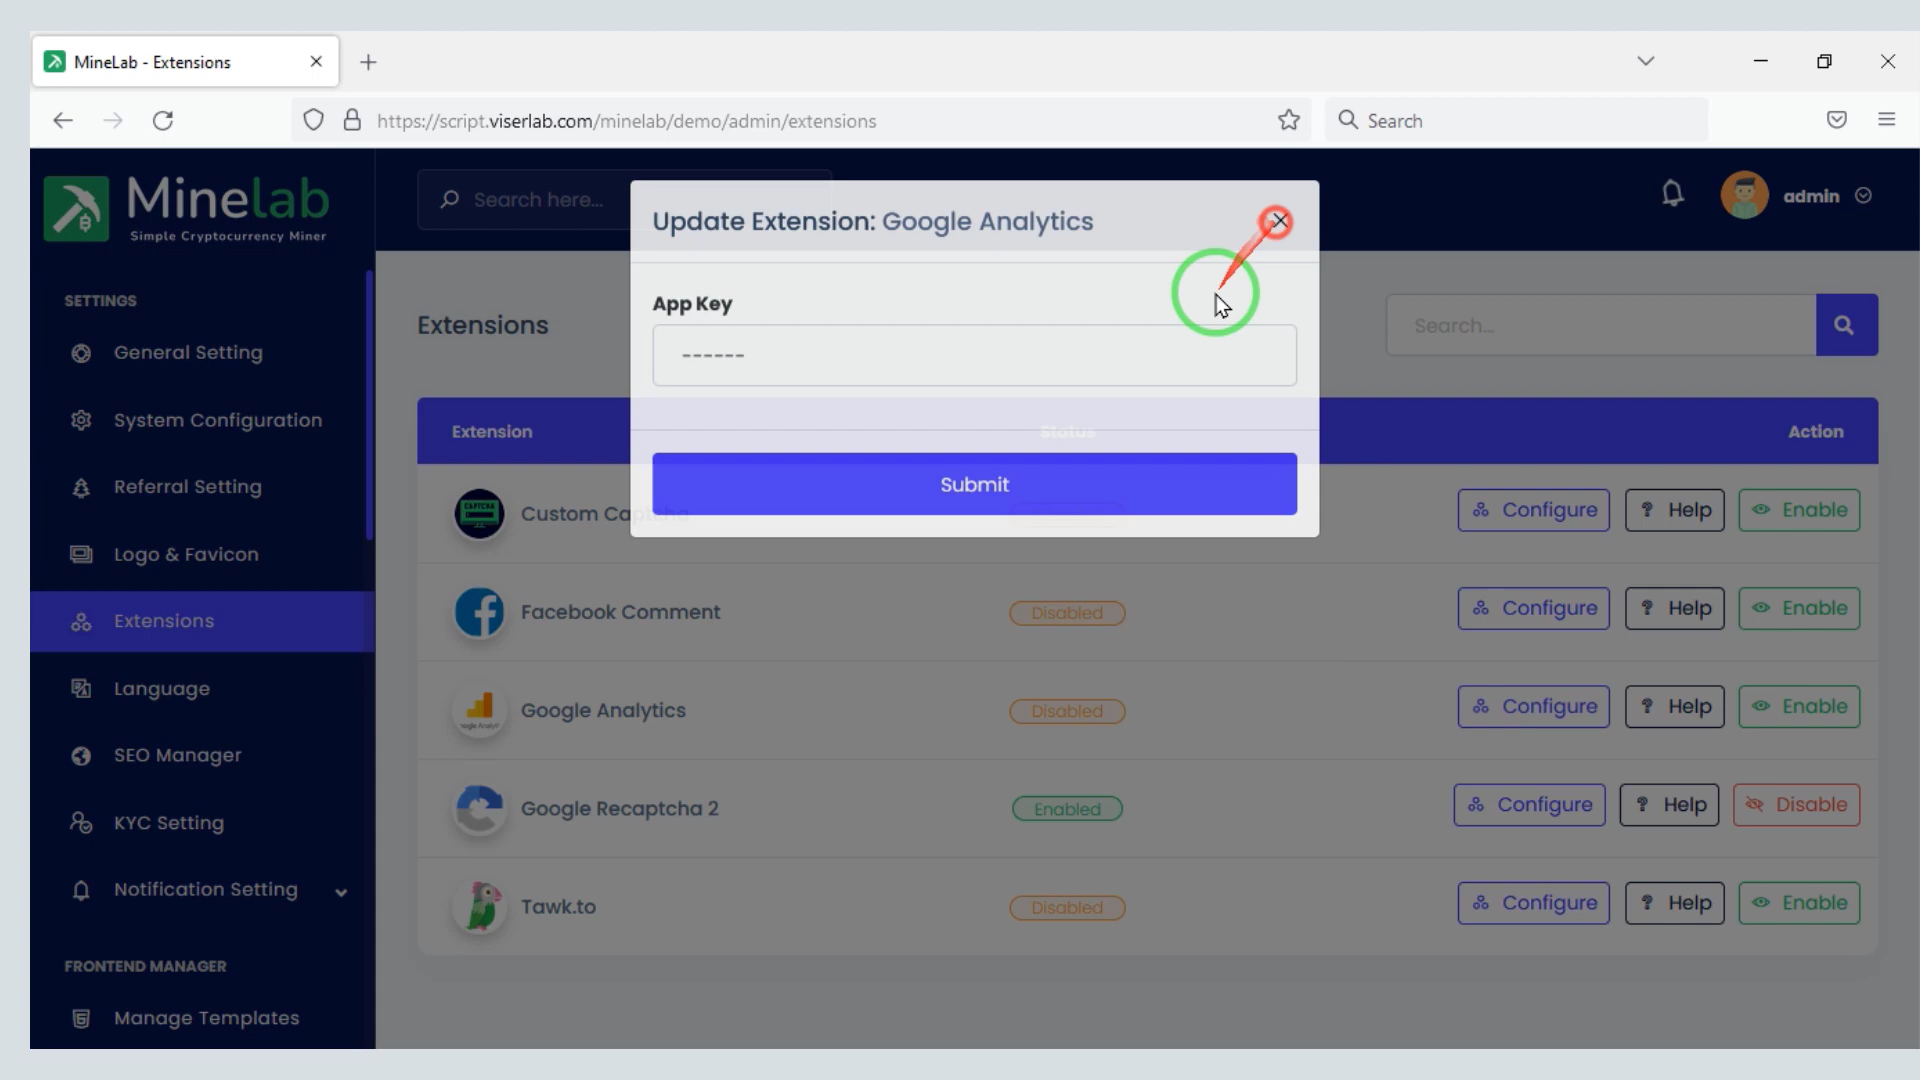 MineLab - Extensions
https://script.viserlab.com/minelab/demo/admin/extensions
Search
Minelab
Simple Cryptocurrency Miner
Search here...
admin
SETTINGS
General Setting
System Configuration
Referral Setting
Logo & Favicon
Extensions
Language
SEO Manager
KYC Setting
Notification Setting
FRONTEND MANAGER
Manage Templates
Update Extension: Google Analytics
App Key
------
Submit
Extensions
Search...
Extension
Status
Action
Custom Captcha
Configure
? Help
Enable
Facebook Comment
Disabled
Configure
? Help
Enable
Google Analytics
Disabled
Configure
? Help
Enable
Google Recaptcha 2
Enabled
Configure
? Help
Disable
Tawk.to
Disabled
Configure
? Help
Enable
CAPTCHA